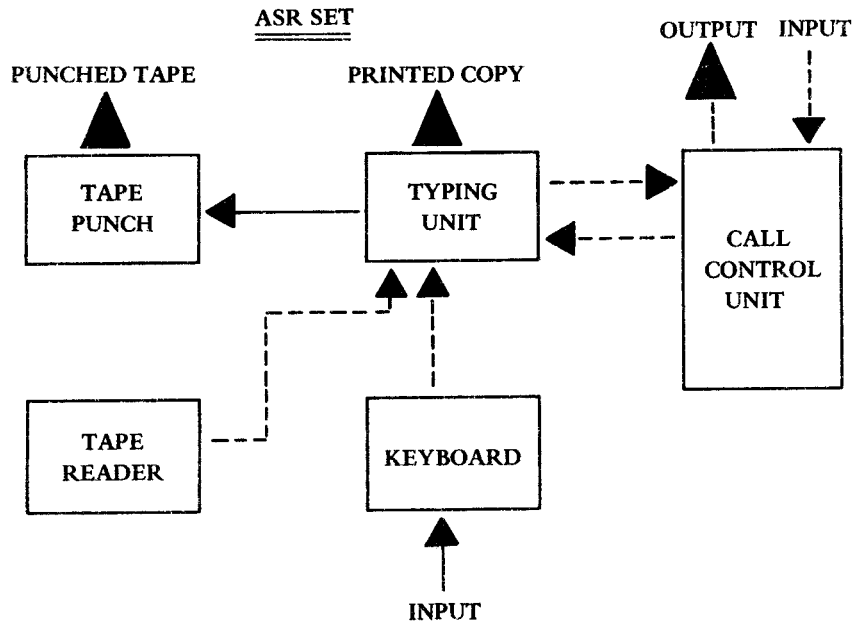 ASR SET
OUTPUT INPUT
PUNCHED TAPE
PRINTED COPY
TAPE
PUNCH
TYPING
UNIT
CALL
CONTROL
UNIT
TAPE
READER
KEYBOARD
INPUT